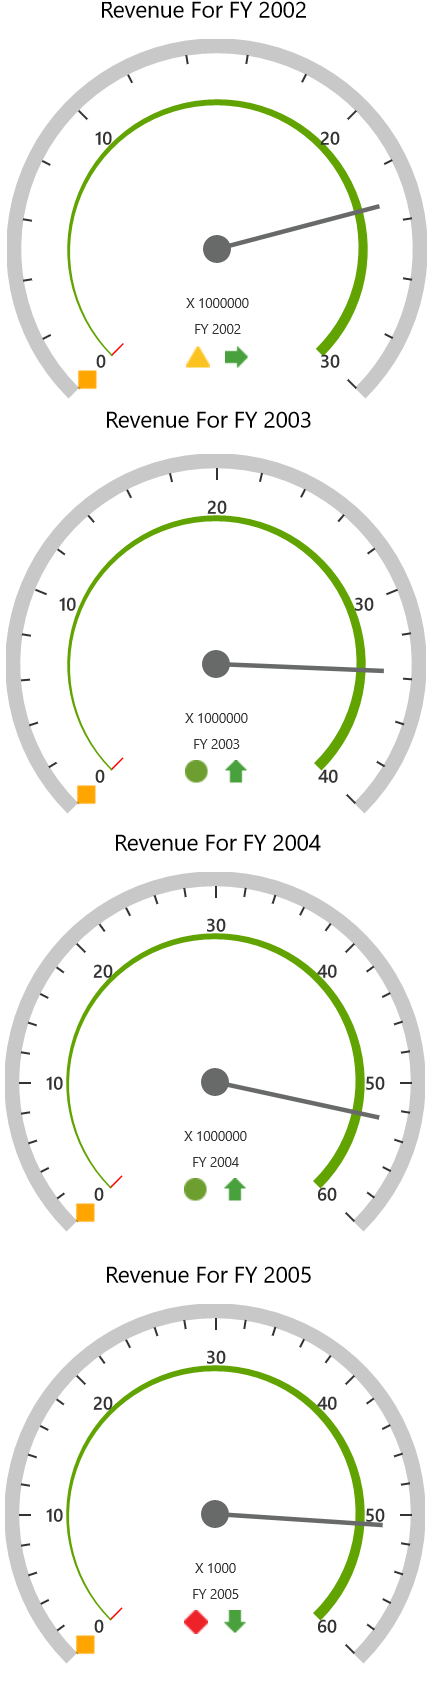 Revenue For FY 2002
10 20
0 30
X 1000000
FY 2002
Revenue For FY 2003
20
10 30
0 40
X 1000000
FY 2003
Revenue For FY 2004
30
20 40
10 50
0 60
X 1000000
FY 2004
Revenue For FY 2005
30
20 40
10 50
0 60
X 1000
FY 2005